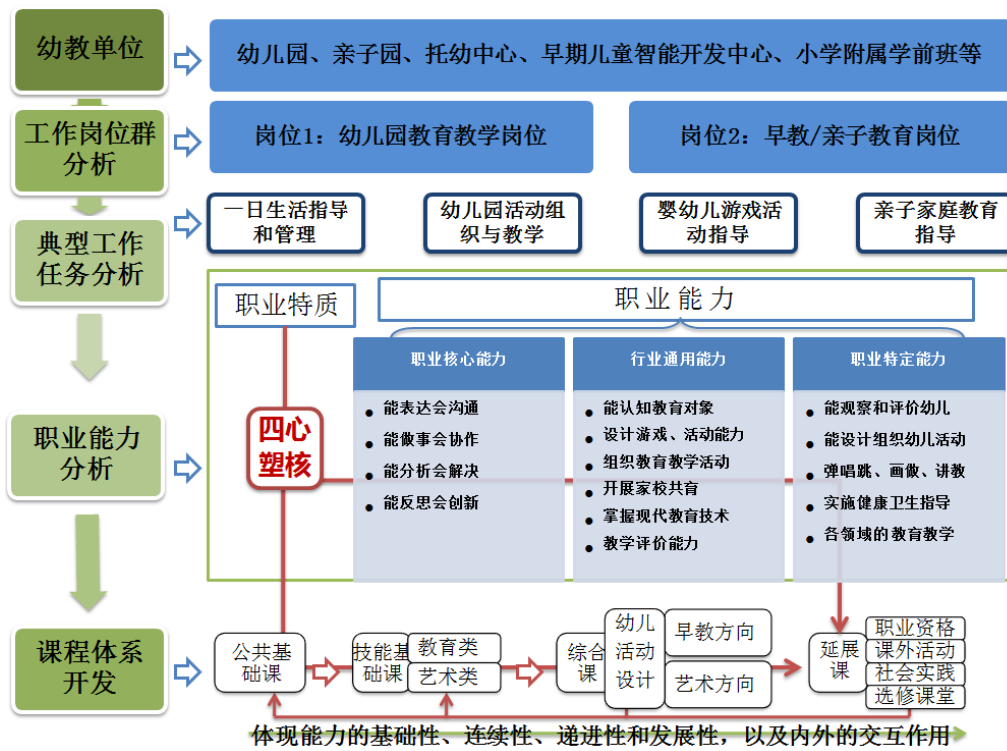 幼教单位
幼儿园、亲子园、托幼中心、早期儿童智能开发中心、小学附属学前班等
工作岗位群
分析
岗位1：幼儿园教育教学岗位
岗位2：早教/亲子教育岗位
典型工作
任务分析
一日生活指导
和管理
幼儿园活动组
织与教学
婴幼儿游戏活
动指导
亲子家庭教育
指导
职业能力
分析
职业特质
职业能力
四心
塑核
职业核心能力
能表达会沟通
能做事会协作
能分析会解决
能反思会创新
行业通用能力
能认知教育对象
设计游戏、活动能力
组织教育教学活动
开展家校共育
掌握现代教育技术
教学评价能力
职业特定能力
能观察和评价幼儿
能设计组织幼儿活动
弹唱跳、画做、讲教
实施健康卫生指导
各领域的教育教学
课程体系
开发
公共基
础课
技能基
础课
教育类
艺术类
综合
课
幼儿
活动
设计
早教方向
艺术方向
延展
课
职业资格
课外活动
社会实践
选修课堂
体现能力的基础性、连续性、递进性和发展性，以及内外的交互作用